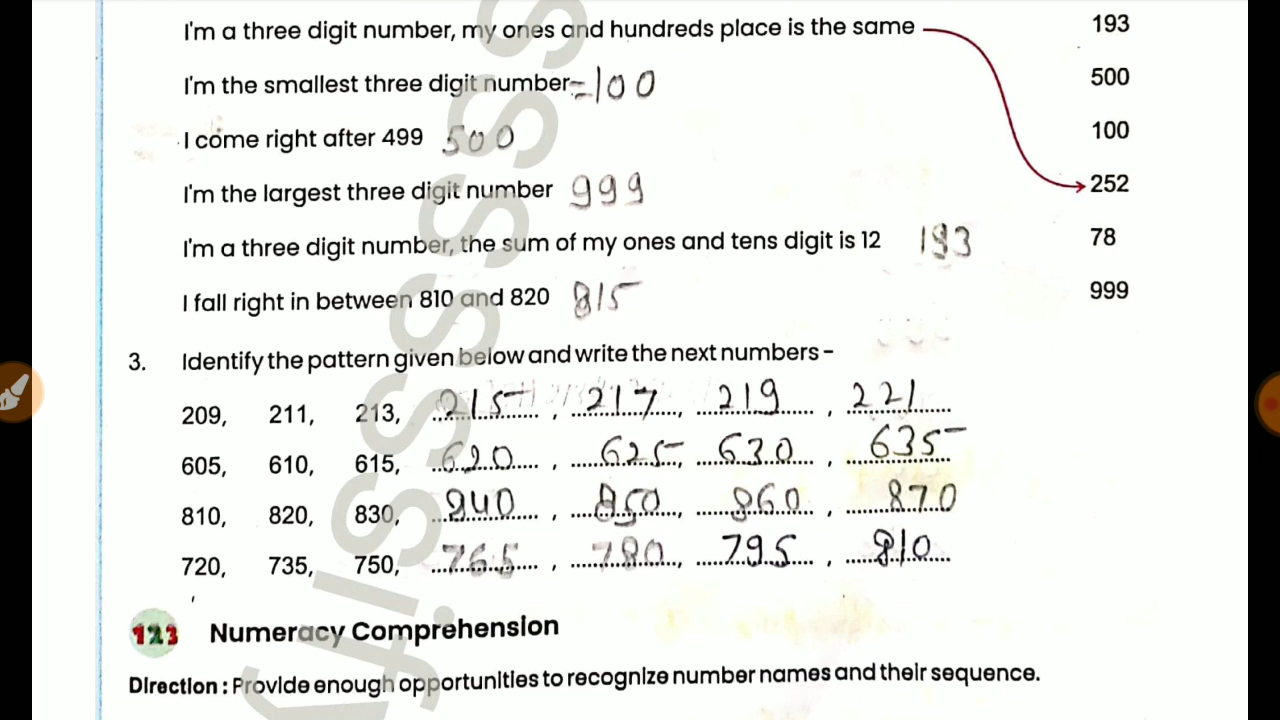 I'm a three digit number, my ones and hundreds place is the same 193
I'm the smallest three digit number =100 500
I come right after 499 500 100
I'm the largest three digit number 999 252
I'm a three digit number, the sum of my ones and tens digit is 12 193 78
I fall right in between 810 and 820 815 999
3. Identify the pattern given below and write the next numbers -
209, 211, 213, 215, 217, 219, 221
605, 610, 615, 620, 625, 630, 635
810, 820, 830, 840, 850, 860, 870
720, 735, 750, 765, 780, 795, 810
123 Numeracy Comprehension
Direction : Provide enough opportunities to recognize number names and their sequence.